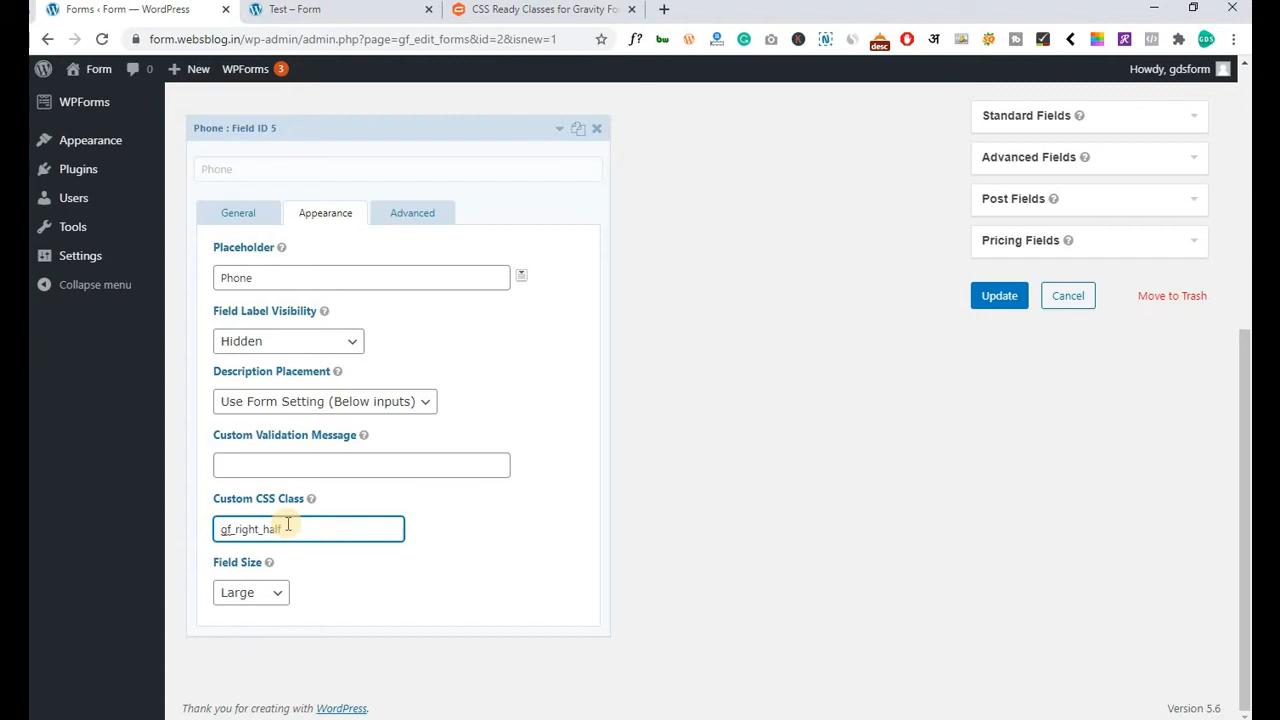 Forms ‹ Form — WordPress
Test – Form
CSS Ready Classes for Gravity Fo
form.websblog.in/wp-admin/admin.php?page=gf_edit_forms&id=2&isnew=1
Form
0
New
WPForms
3
Howdy, gdsform
WPForms
Appearance
Plugins
Users
Tools
Settings
Collapse menu
Phone : Field ID 5
Phone
General
Appearance
Advanced
Placeholder
Phone
Field Label Visibility
Hidden
Description Placement
Use Form Setting (Below inputs)
Custom Validation Message
Custom CSS Class
gf_right_half
Field Size
Large
Standard Fields
Advanced Fields
Post Fields
Pricing Fields
Update
Cancel
Move to Trash
Thank you for creating with WordPress.
Version 5.6